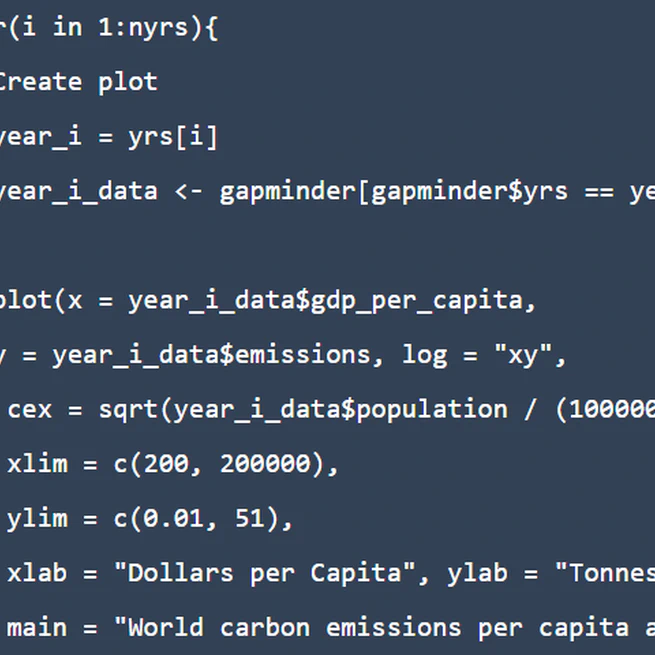 r(i in 1:nyrs){
Create plot
year_i = yrs[i]
year_i_data <- gapminder[gapminder$yrs == ye
plot(x = year_i_data$gdp_per_capita,
y = year_i_data$emissions, log = "xy",
cex = sqrt(year_i_data$population / (100000
xlim = c(200, 200000),
ylim = c(0.01, 51),
xlab = "Dollars per Capita", ylab = "Tonnes
main = "World carbon emissions per capita a